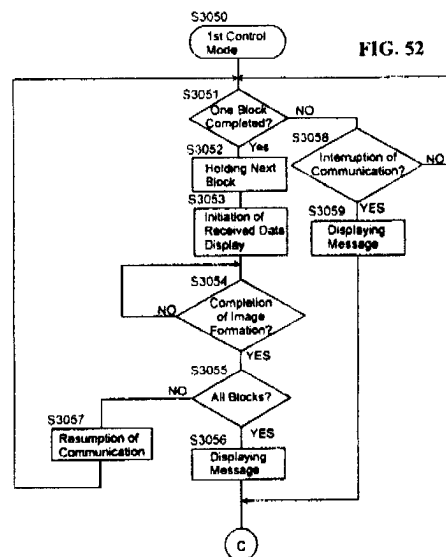 S3050
1st Control
Mode
FIG. 52
S3051
One Block
Completed?
NO
S3052
Yes
S3058
Holding Next
Block
Interruption of
Communication?
NO
S3053
Initiation of
Received Data
Display
YES
S3059
Displaying
Message
S3054
Completion
of Image
Formation?
NO
YES
S3055
NO
All Blocks?
S3057
Resumption of
Communication
YES
S3056
Displaying
Message
C